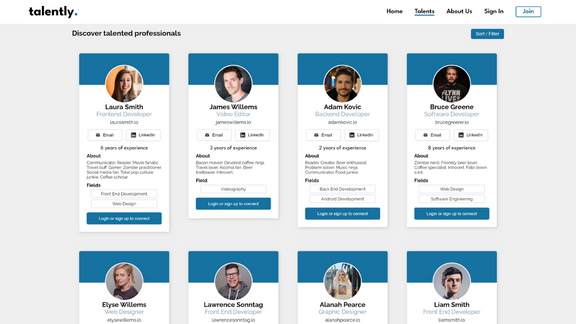 talently.
Home Talents About Us Sign In Join
Discover talented professionals
Sort / Filter
Laura Smith
Frontend Developer
laurasmith.io
Email LinkedIn
6 years of experience
About
Communicator. Reader. Maven fanatic.
Travel buff. Gamer. Zombie practitioner.
Social media fan. Total pop culture
junkie. Coffee scholar.
Fields
Front End Development
Web Design
Login or sign up to connect
James Willems
Video Editor
jameswillems.io
Email LinkedIn
3 years of experience
About
Bacon maven. Devoted coffee ninja.
Travel lover. Alcohol fan. Beer
trailblazer. Introvert.
Field
Videography
Login or sign up to connect
Adam Kovic
Backend Developer
adamkovic.io
Email LinkedIn
2 years of experience
About
Reader. Creator. Beer enthusiast.
Problem solver. Music ninja.
Communicator. Food junkie.
Fields
Back End Development
Android Development
Login or sign up to connect
Bruce Greene
Software Developer
brucegreene.io
Email LinkedIn
8 years of experience
About
Zombie nerd. Friendly beer lover.
Coffee specialist. Introvert. Falls down
a lot.
Fields
Web Design
Software Engineering
Login or sign up to connect
Elyse Willems
Web Designer
elysewillems.io
Lawrence Sonntag
Front End Developer
lawrencesonntag.io
Alanah Pearce
Graphic Designer
alanahpearce.io
Liam Smith
Front End Developer
liamsmith.io